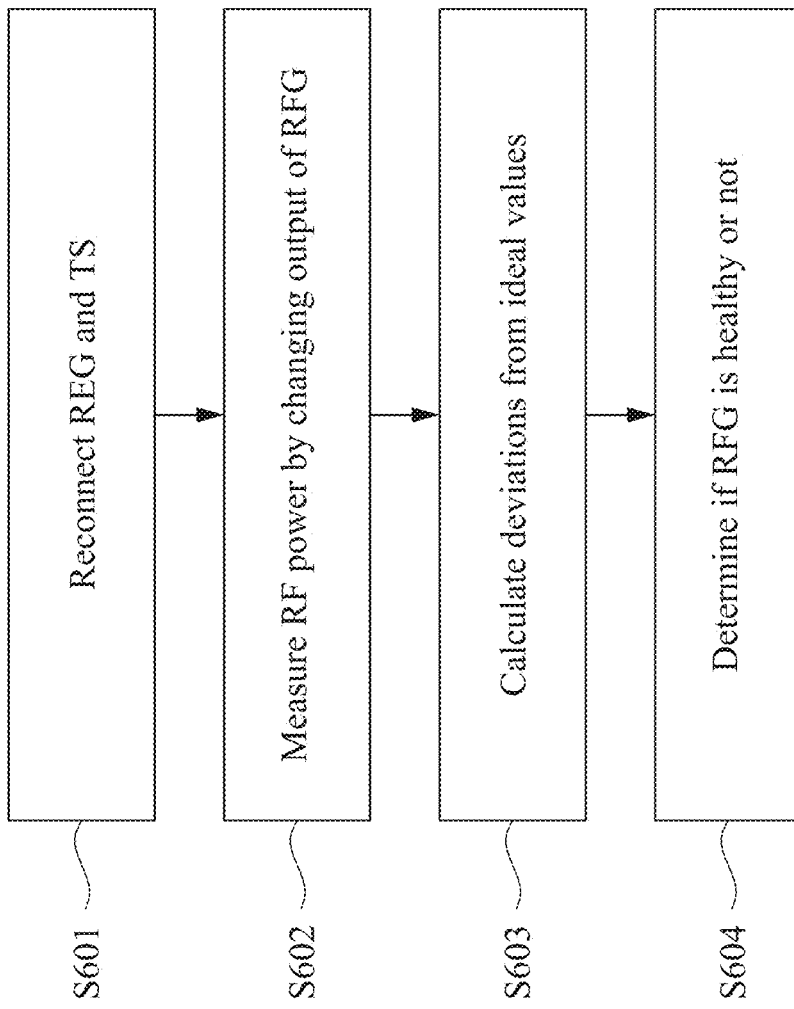 S601
Reconnect REG and TS
S602
Measure RF power by changing output of RFG
S603
Calculate deviations from ideal values
S604
Determine if RFG is healthy or not